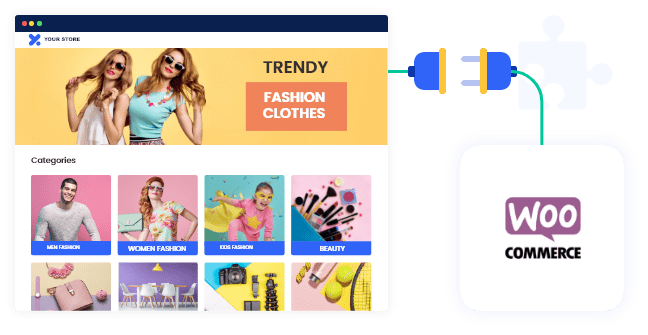 YOUR STORE
TRENDY
FASHION
CLOTHES
Categories
MEN FASHION
WOMEN FASHION
KIDS FASHION
BEAUTY
WOO
COMMERCE